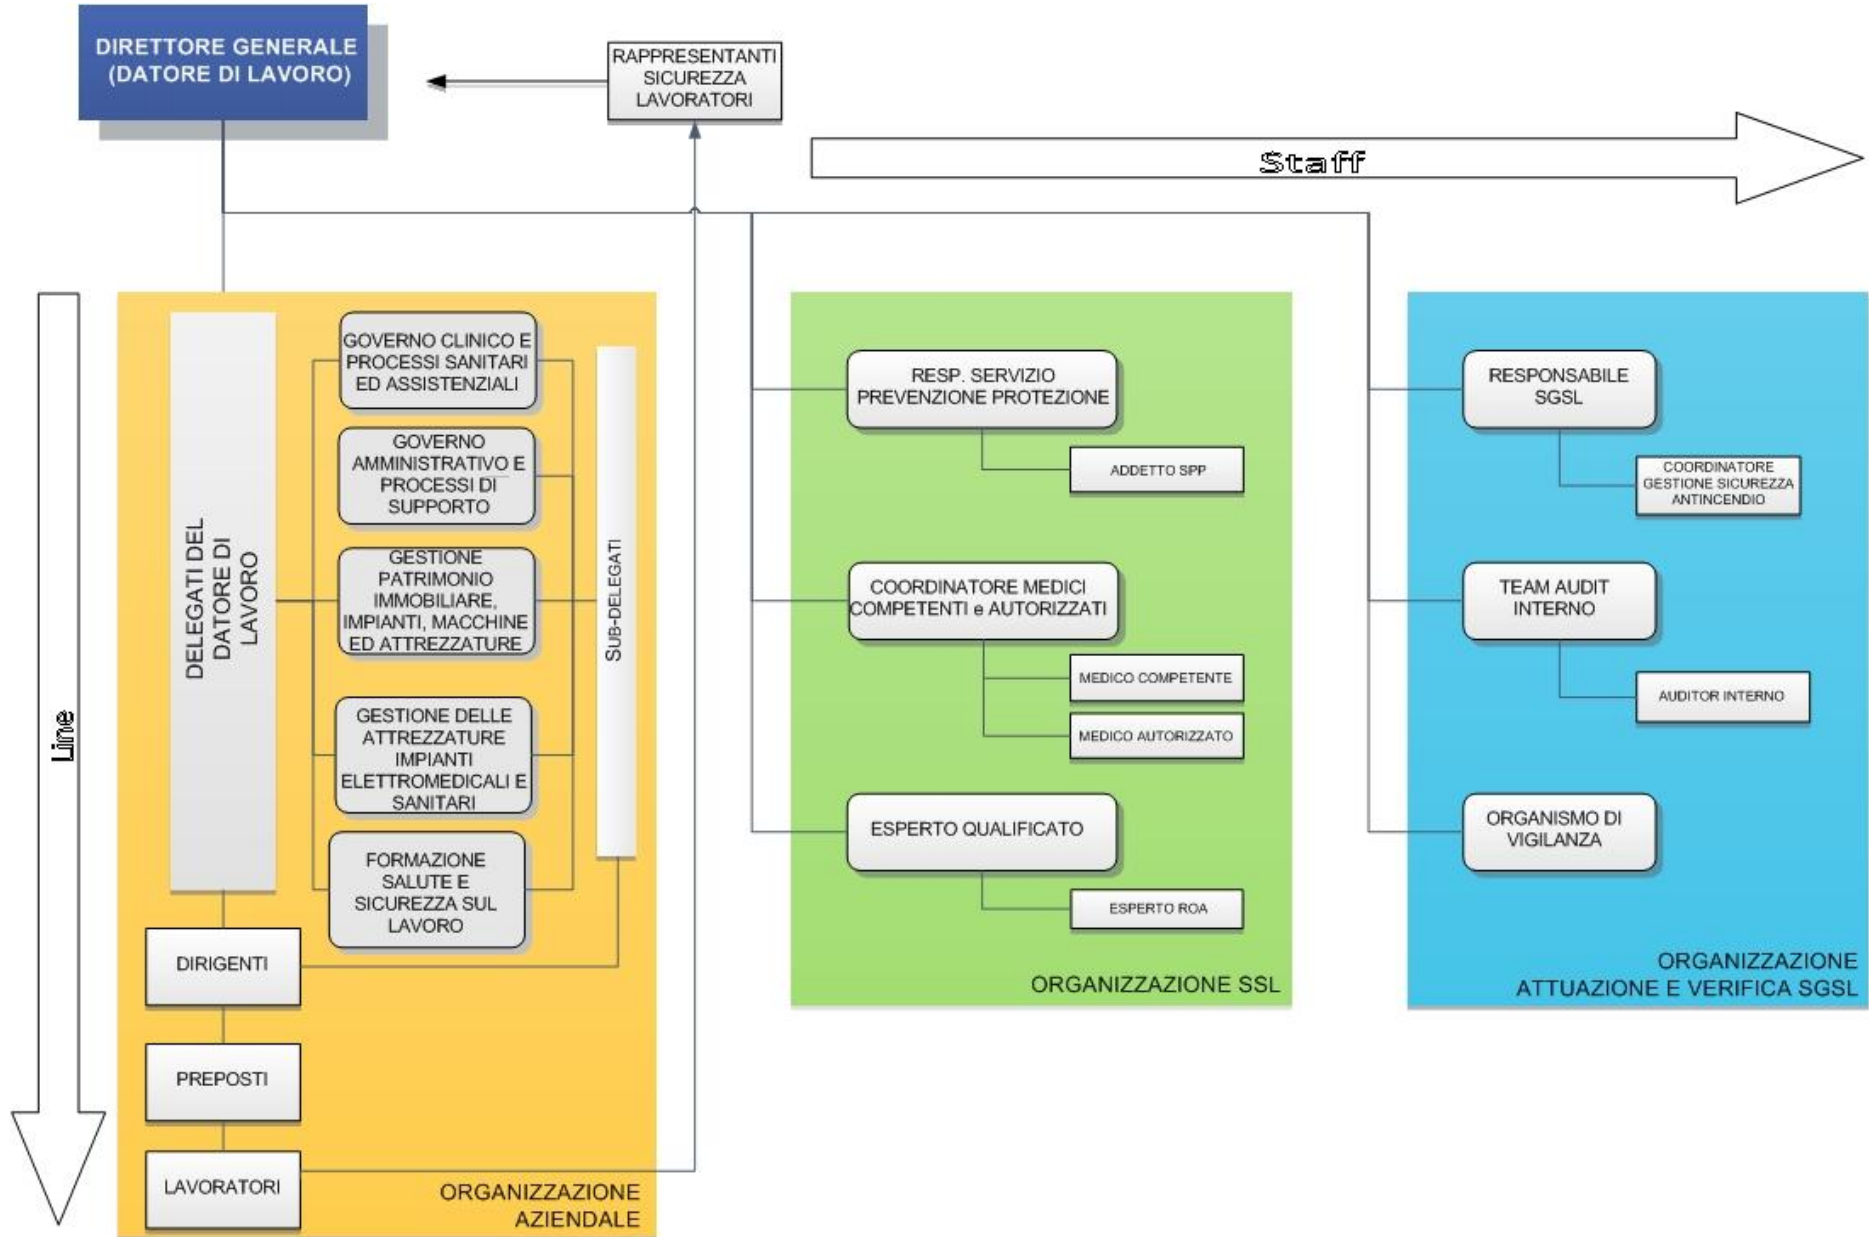 DIRETTORE GENERALE
(DATORE DI LAVORO)
RAPPRESENTANTI
SICUREZZA
LAVORATORI
Staff
Line
DELEGATI DEL
DATORE DI
LAVORO
GOVERNO CLINICO E
PROCESSI SANITARI
ED ASSISTENZIALI
GOVERNO
AMMINISTRATIVO E
PROCESSI DI
SUPPORTO
GESTIONE
PATRIMONIO
IMMOBILIARE,
IMPIANTI, MACCHINE
ED ATTREZZATURE
GESTIONE DELLE
ATTREZZATURE
IMPIANTI
ELETTROMEDICALI E
SANITARI
FORMAZIONE
SALUTE E
SICUREZZA SUL
LAVORO
SUB-DELEGATI
DIRIGENTI
PREPOSTI
LAVORATORI
ORGANIZZAZIONE
AZIENDALE
RESP. SERVIZIO
PREVENZIONE PROTEZIONE
ADDETTO SPP
COORDINATORE MEDICI
COMPETENTI e AUTORIZZATI
MEDICO COMPETENTE
MEDICO AUTORIZZATO
ESPERTO QUALIFICATO
ESPERTO ROA
ORGANIZZAZIONE SSL
RESPONSABILE
SGSL
COORDINATORE
GESTIONE SICUREZZA
ANTINCENDIO
TEAM AUDIT
INTERNO
AUDITOR INTERNO
ORGANISMO DI
VIGILANZA
ORGANIZZAZIONE
ATTUAZIONE E VERIFICA SGSL